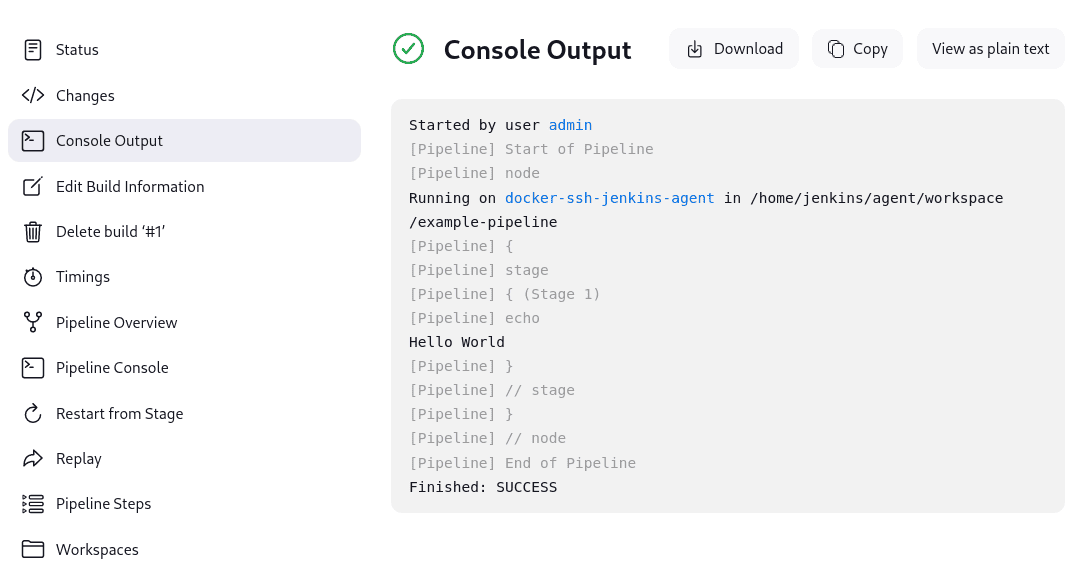 Status
Changes
Console Output
Edit Build Information
Delete build ‘#1’
Timings
Pipeline Overview
Pipeline Console
Restart from Stage
Replay
Pipeline Steps
Workspaces
Console Output
Download
Copy
View as plain text
Started by user admin
[Pipeline] Start of Pipeline
[Pipeline] node
Running on docker-ssh-jenkins-agent in /home/jenkins/agent/workspace
/example-pipeline
[Pipeline] {
[Pipeline] stage
[Pipeline] { (Stage 1)
[Pipeline] echo
Hello World
[Pipeline] }
[Pipeline] // stage
[Pipeline] }
[Pipeline] // node
[Pipeline] End of Pipeline
Finished: SUCCESS